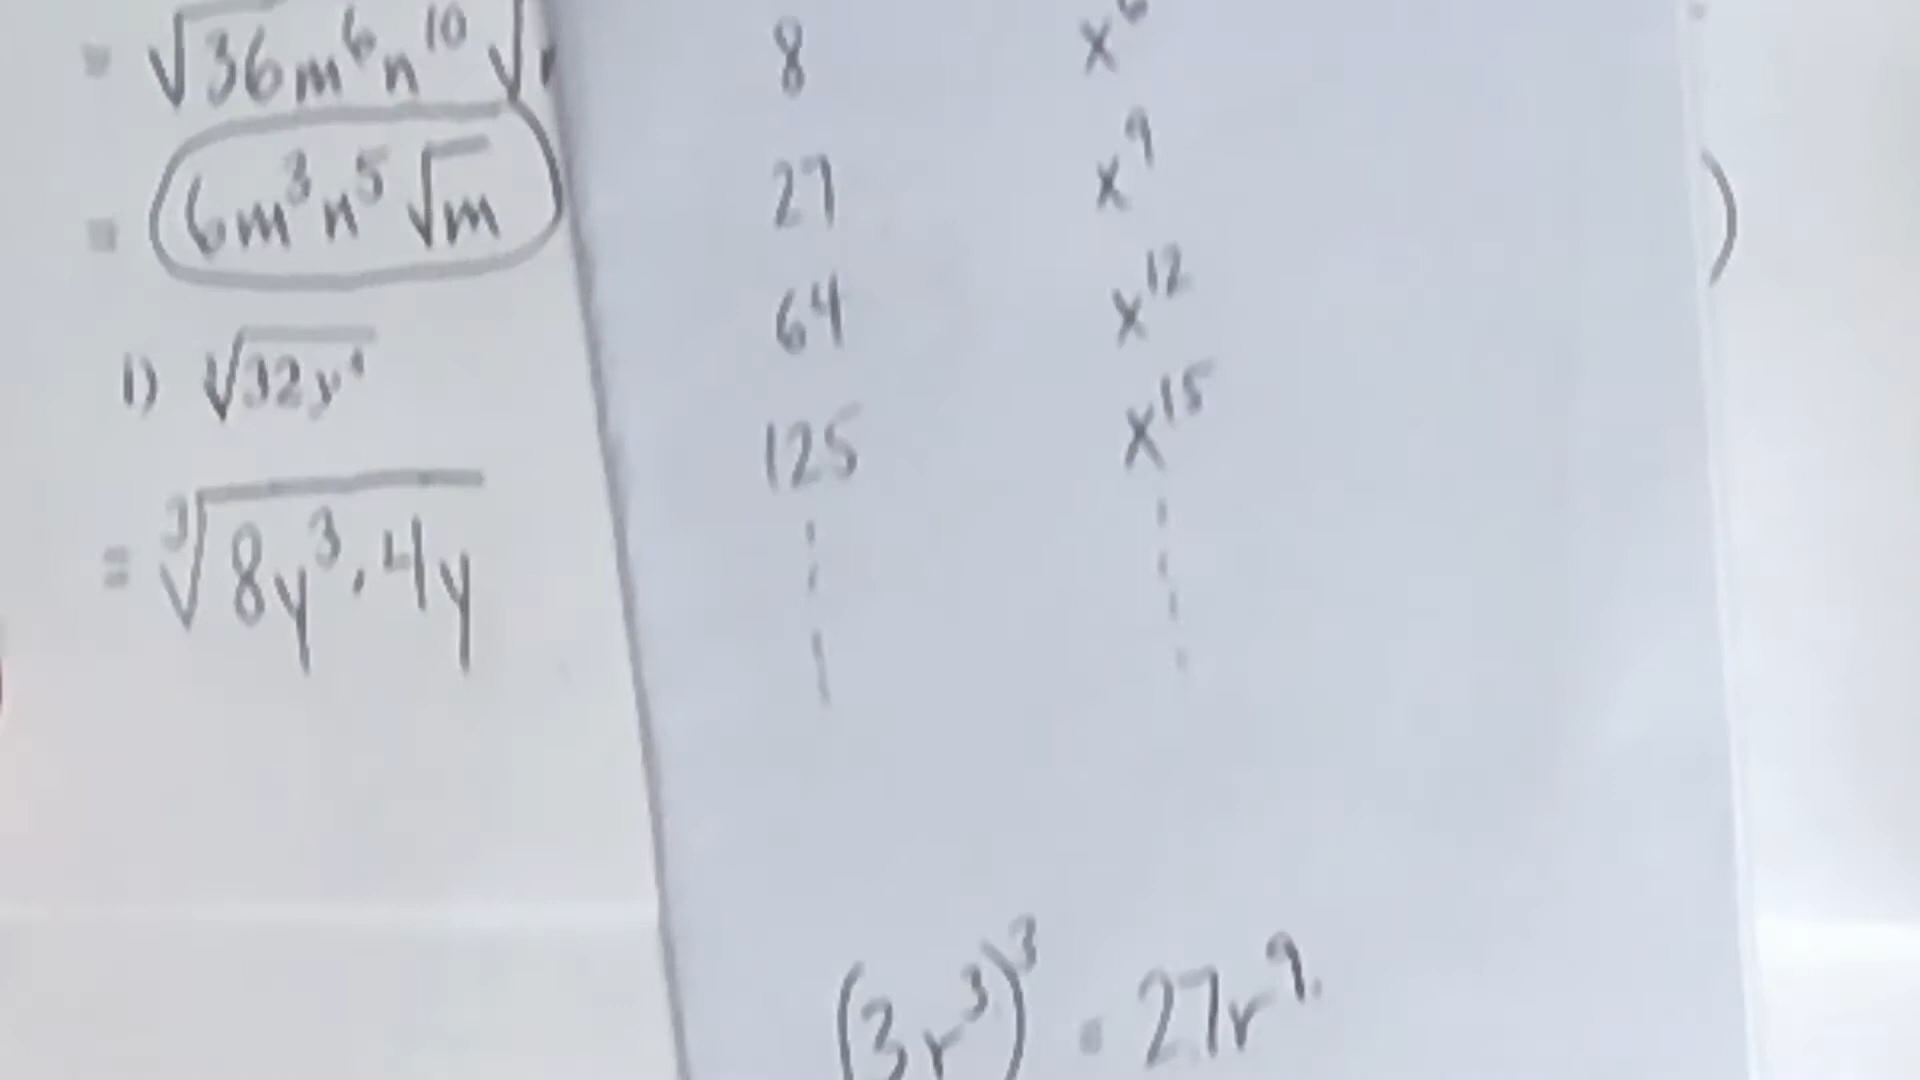 = √36m⁶n¹⁰ √
= 6m³n⁵ √m
i) ∛32y⁴
= ∛8y³·4y
8 x⁶
27 x⁹
64 x¹²
125 x¹⁵
)
(3r³)³ = 27r⁹.